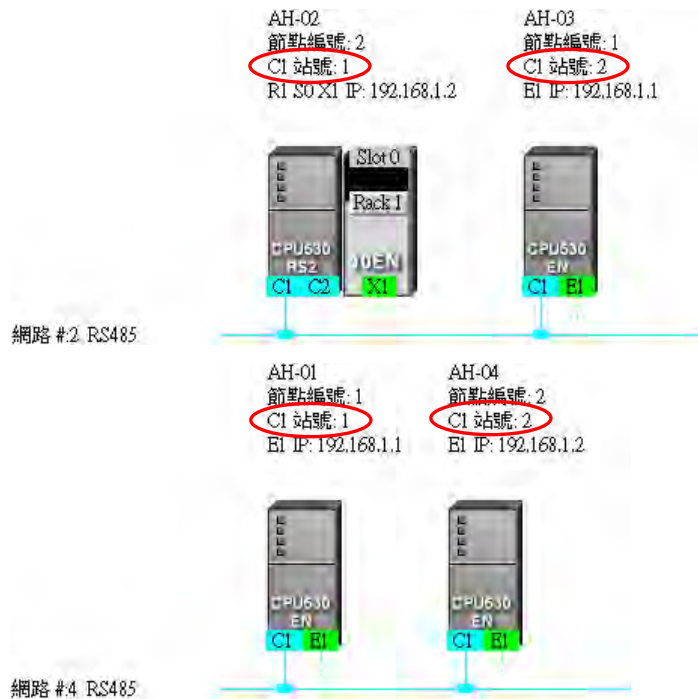 AH-02
節點編號: 2
C1 站號: 1
R1 S0 X1 IP: 192.168.1.2
AH-03
節點編號: 1
C1 站號: 2
E1 IP: 192.168.1.1
Slot 0
Rack 1
CPU530
RS2
10EN
C1 C2
X1
CPU530
EN
C1 E1
網路 #:2 RS485
AH-01
節點編號: 1
C1 站號: 1
E1 IP: 192.168.1.1
AH-04
節點編號: 2
C1 站號: 2
E1 IP: 192.168.1.2
CPU530
EN
C1 E1
CPU530
EN
C1 E1
網路 #:4 RS485